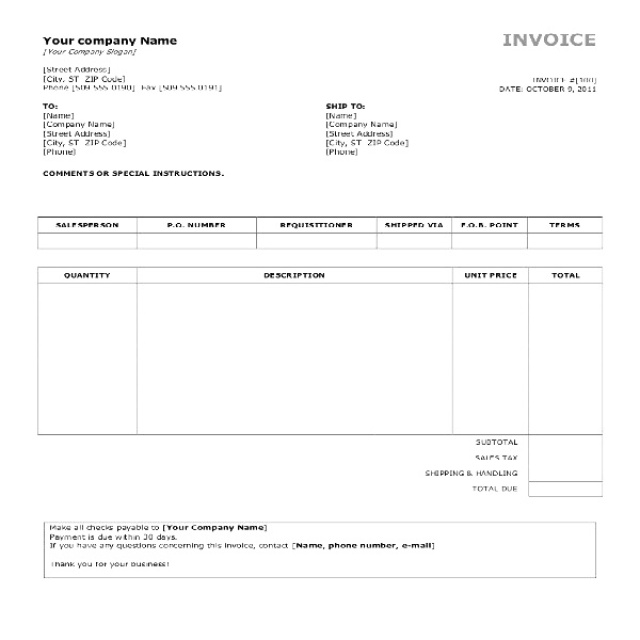 Your company Name
INVOICE
[Your Company Slogan]
[Street Address]
[City, ST ZIP Code]
Phone [509 555 0190] Fax [509 555 0191]
INVOICE #[100]
DATE: OCTOBER 9, 2011
TO:
[Name]
[Company Name]
[Street Address]
[City, ST ZIP Code]
[Phone]
SHIP TO:
[Name]
[Company Name]
[Street Address]
[City, ST ZIP Code]
[Phone]
COMMENTS OR SPECIAL INSTRUCTIONS.
SALESPERSON P.O. NUMBER REQUISITIONER SHIPPED VIA F.O.B. POINT TERMS
QUANTITY DESCRIPTION UNIT PRICE TOTAL
SUBTOTAL
SALES TAX
SHIPPING & HANDLING
TOTAL DUE
Make all checks payable to [Your Company Name]
Payment is due within 30 days.
If you have any questions concerning this invoice, contact [Name, phone number, e-mail]
Thank you for your business!